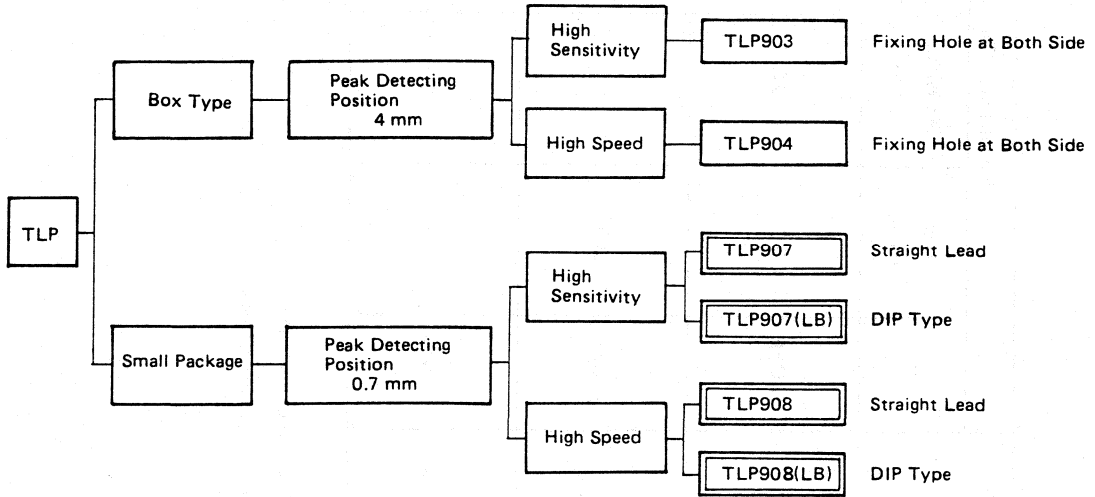 High
Sensitivity
TLP903
Fixing Hole at Both Side
Box Type
Peak Detecting
Position
4 mm
High Speed
TLP904
Fixing Hole at Both Side
TLP
High
Sensitivity
TLP907
Straight Lead
TLP907(LB)
DIP Type
Small Package
Peak Detecting
Position
0.7 mm
High Speed
TLP908
Straight Lead
TLP908(LB)
DIP Type